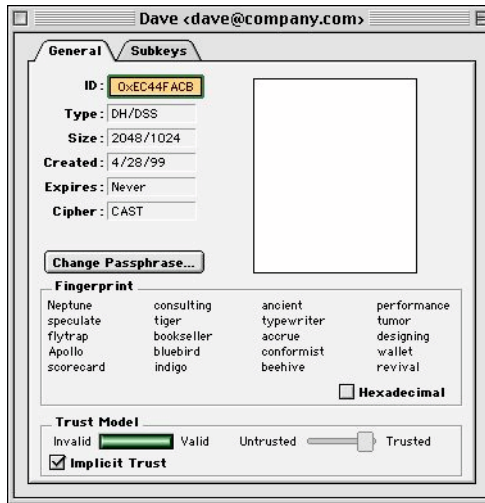 Dave <dave@company.com>
General Subkeys
ID: 0xEC44FACB
Type: DH/DSS
Size: 2048/1024
Created: 4/28/99
Expires: Never
Cipher: CAST
Change Passphrase...
Fingerprint
Neptune consulting ancient performance
speculate tiger typewriter tumor
flytrap bookseller accrue designing
Apollo bluebird conformist wallet
scorecard indigo beehive revival
Hexadecimal
Trust Model
Invalid Valid Untrusted Trusted
Implicit Trust